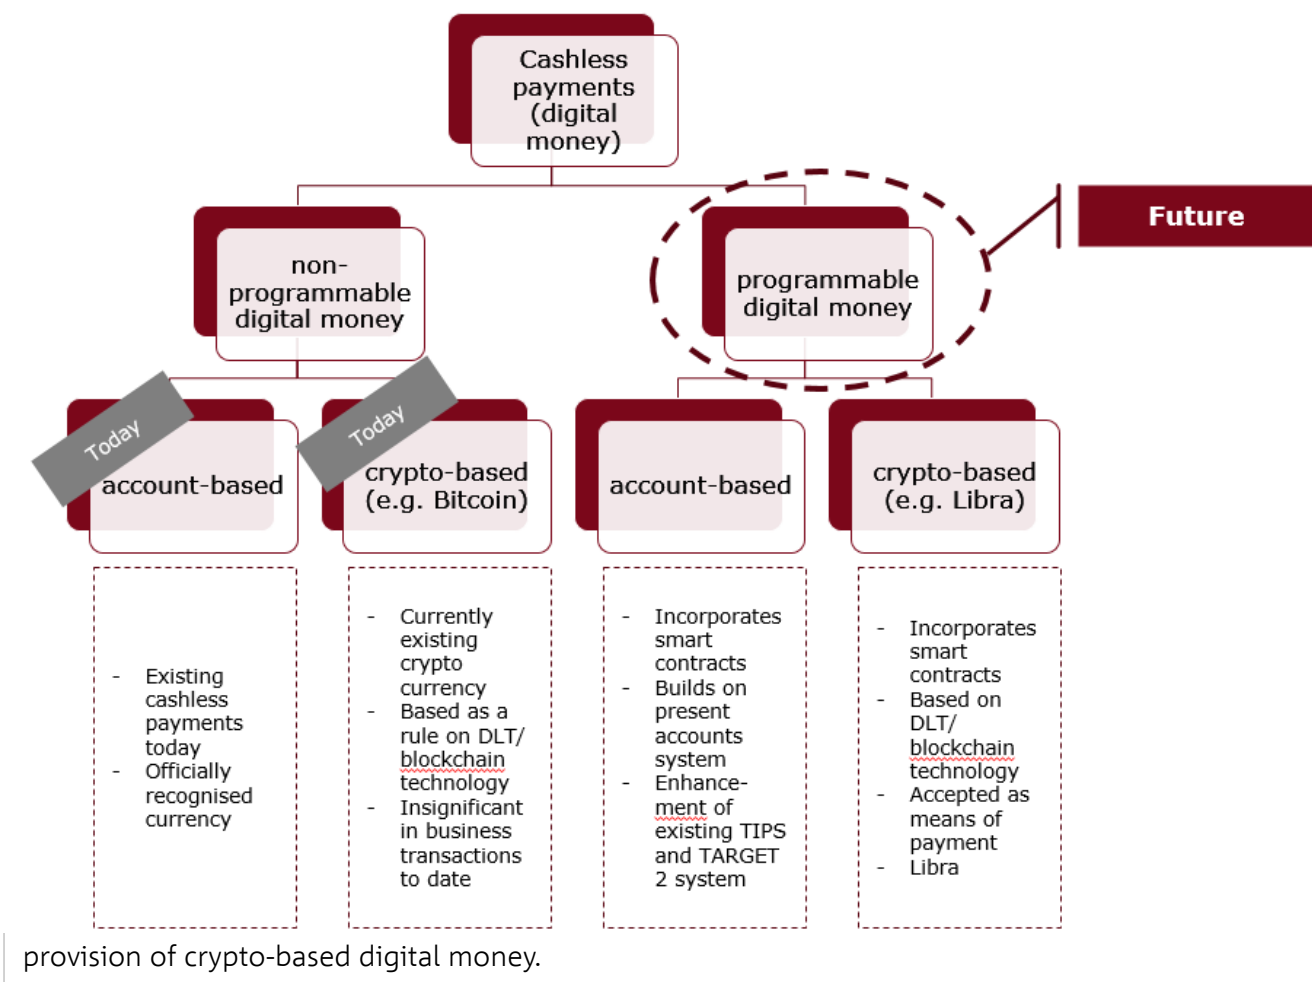 Cashless
payments
(digital
money)
Future
non-
programmable
digital money
programmable
digital money
Today
account-based
Today
crypto-based
(e.g. Bitcoin)
account-based
crypto-based
(e.g. Libra)
- Existing
cashless
payments
today
- Officially
recognised
currency
- Currently
existing
crypto
currency
- Based as a
rule on DLT/
blockchain
technology
- Insignificant
in business
transactions
to date
- Incorporates
smart
contracts
- Builds on
present
accounts
system
- Enhance-
ment of
existing TIPS
and TARGET
2 system
- Incorporates
smart
contracts
- Based on
DLT/
blockchain
technology
- Accepted as
means of
payment
- Libra
provision of crypto-based digital money.